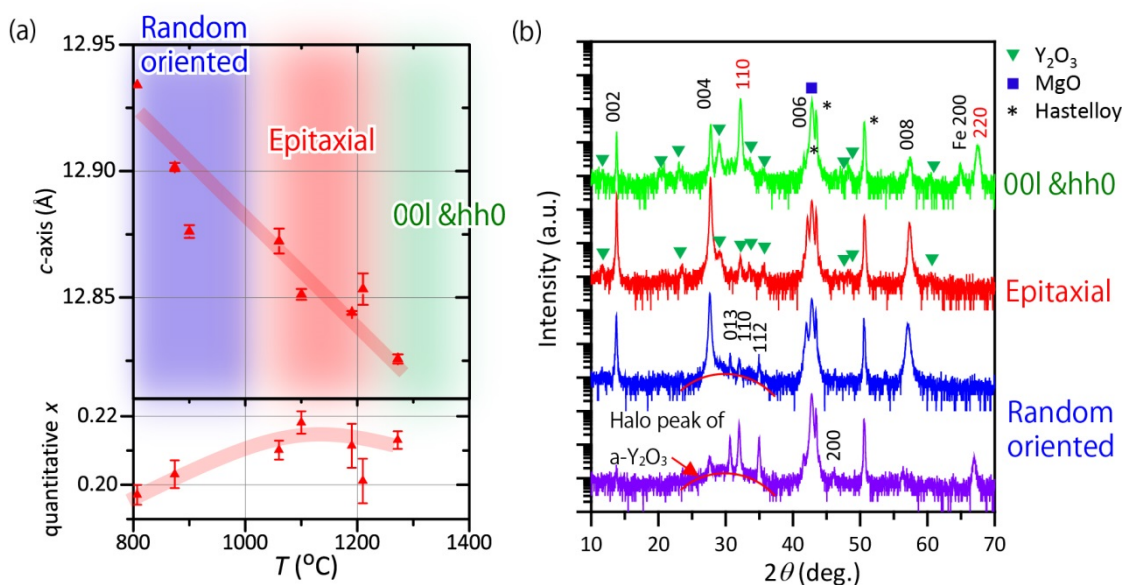 (a)
12.95
12.90
12.85
c-axis (Å)
Random
oriented
Epitaxial
00l &hh0
0.22
0.20
quantitative x
800
1000
1200
1400
T (°C)
(b)
Intensity (a.u.)
002
004
110
006
*
*
*
008
Fe 200
220
013
110
112
Halo peak of
a-Y₂O₃
200
10
20
30
40
50
60
70
2θ (deg.)
Y₂O₃
MgO
* Hastelloy
00l &hh0
Epitaxial
Random
oriented